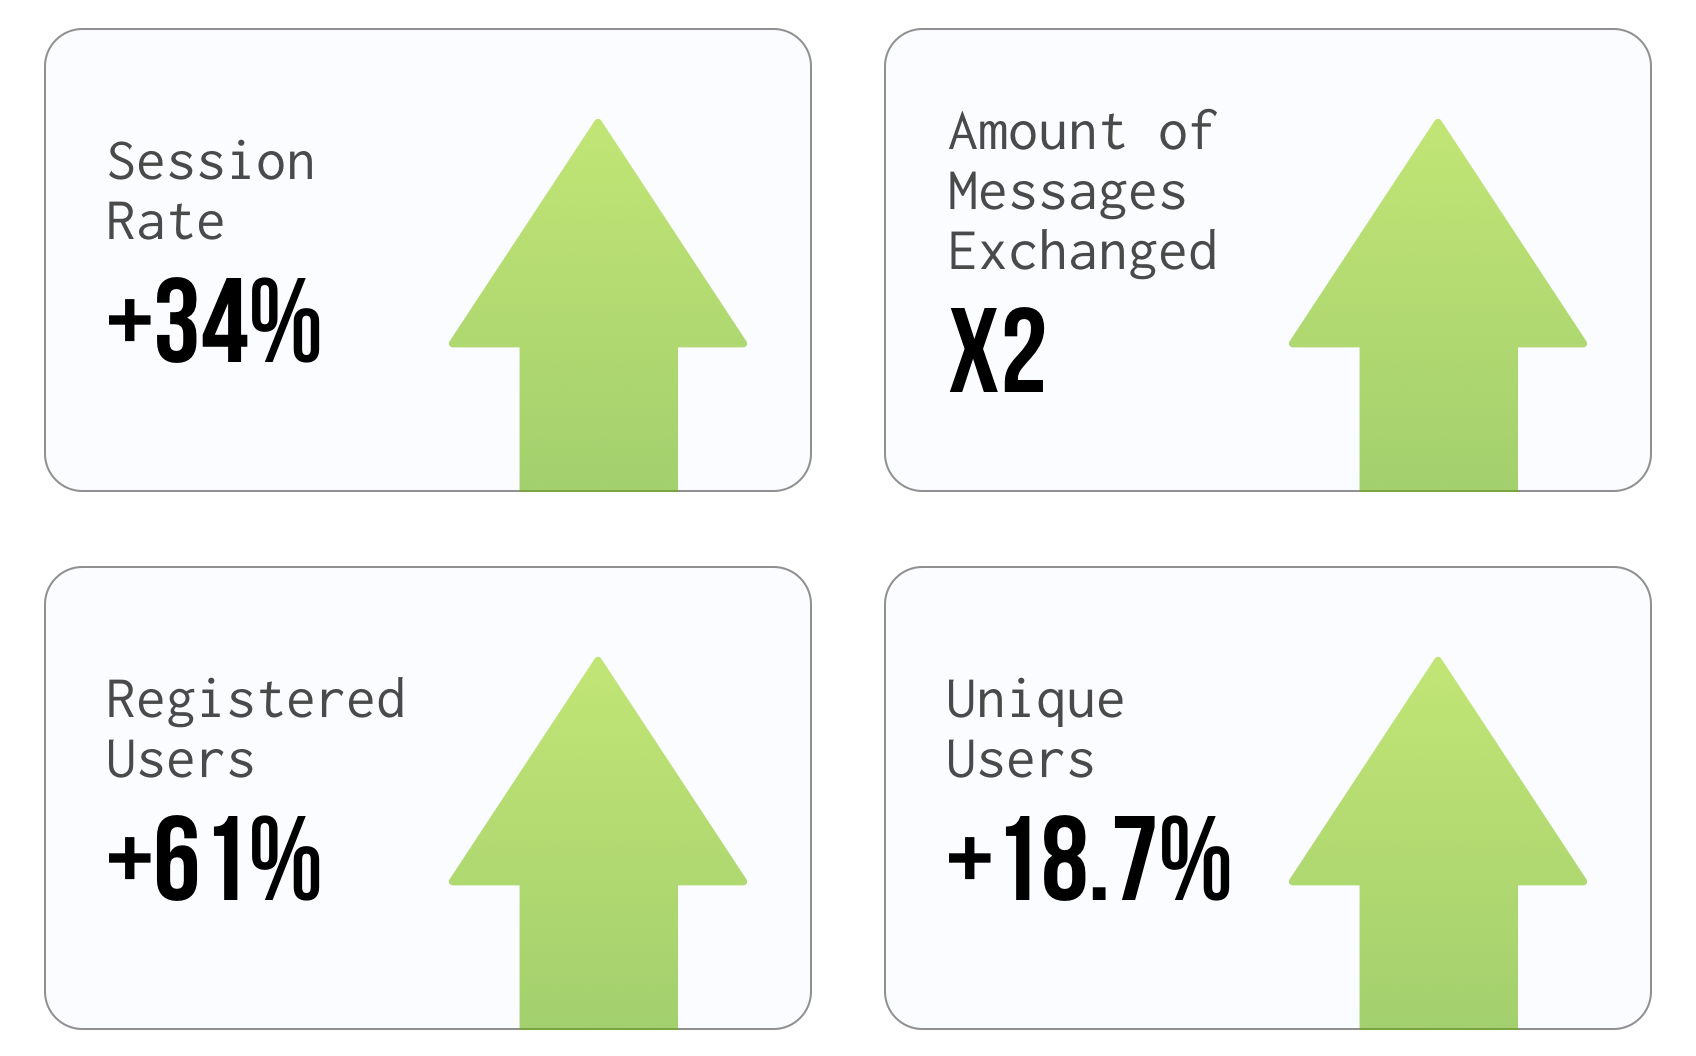 Session
Rate
+34%
Amount of
Messages
Exchanged
X2
Registered
Users
+61%
Unique
Users
+18.7%